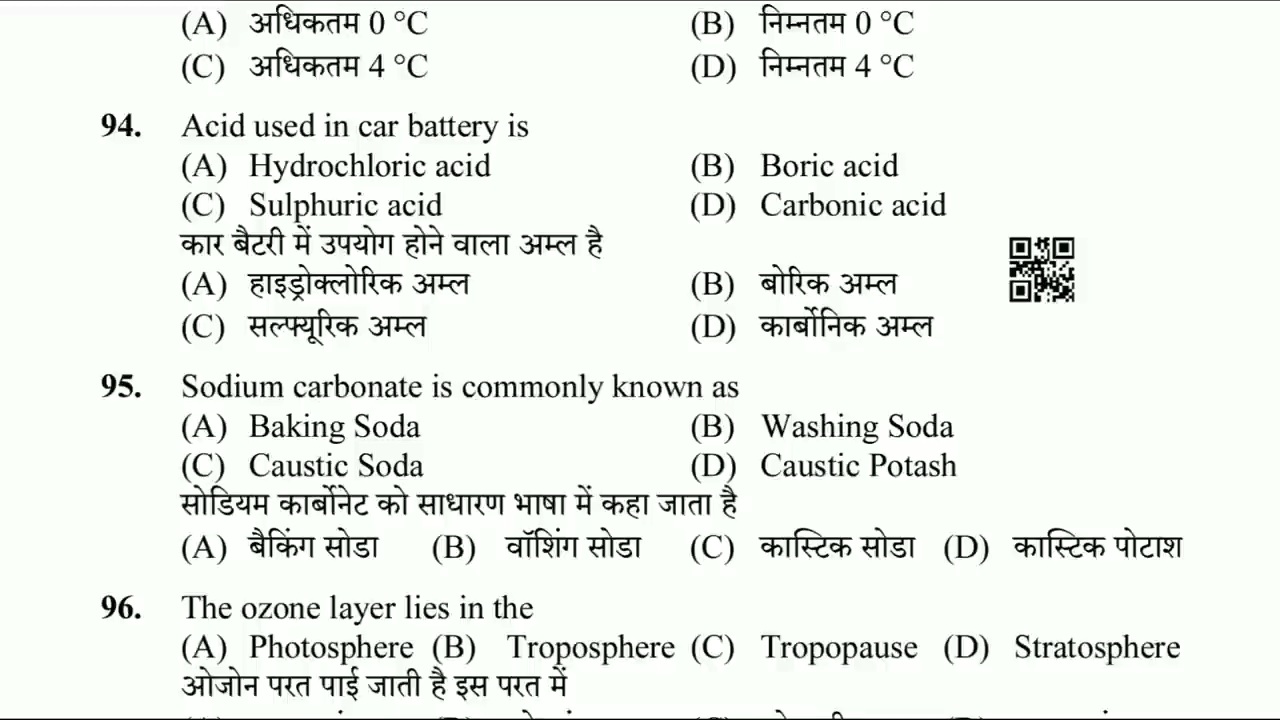 (A) अधिकतम 0 °C (B) निम्नतम 0 °C
(C) अधिकतम 4 °C (D) निम्नतम 4 °C
94. Acid used in car battery is
(A) Hydrochloric acid (B) Boric acid
(C) Sulphuric acid (D) Carbonic acid
कार बैटरी में उपयोग होने वाला अम्ल है
(A) हाइड्रोक्लोरिक अम्ल (B) बोरिक अम्ल
(C) सल्फ्यूरिक अम्ल (D) कार्बोनिक अम्ल
95. Sodium carbonate is commonly known as
(A) Baking Soda (B) Washing Soda
(C) Caustic Soda (D) Caustic Potash
सोडियम कार्बोनेट को साधारण भाषा में कहा जाता है
(A) बैकिंग सोडा (B) वॉशिंग सोडा (C) कास्टिक सोडा (D) कास्टिक पोटाश
96. The ozone layer lies in the
(A) Photosphere (B) Troposphere (C) Tropopause (D) Stratosphere
ओजोन परत पाई जाती है इस परत में